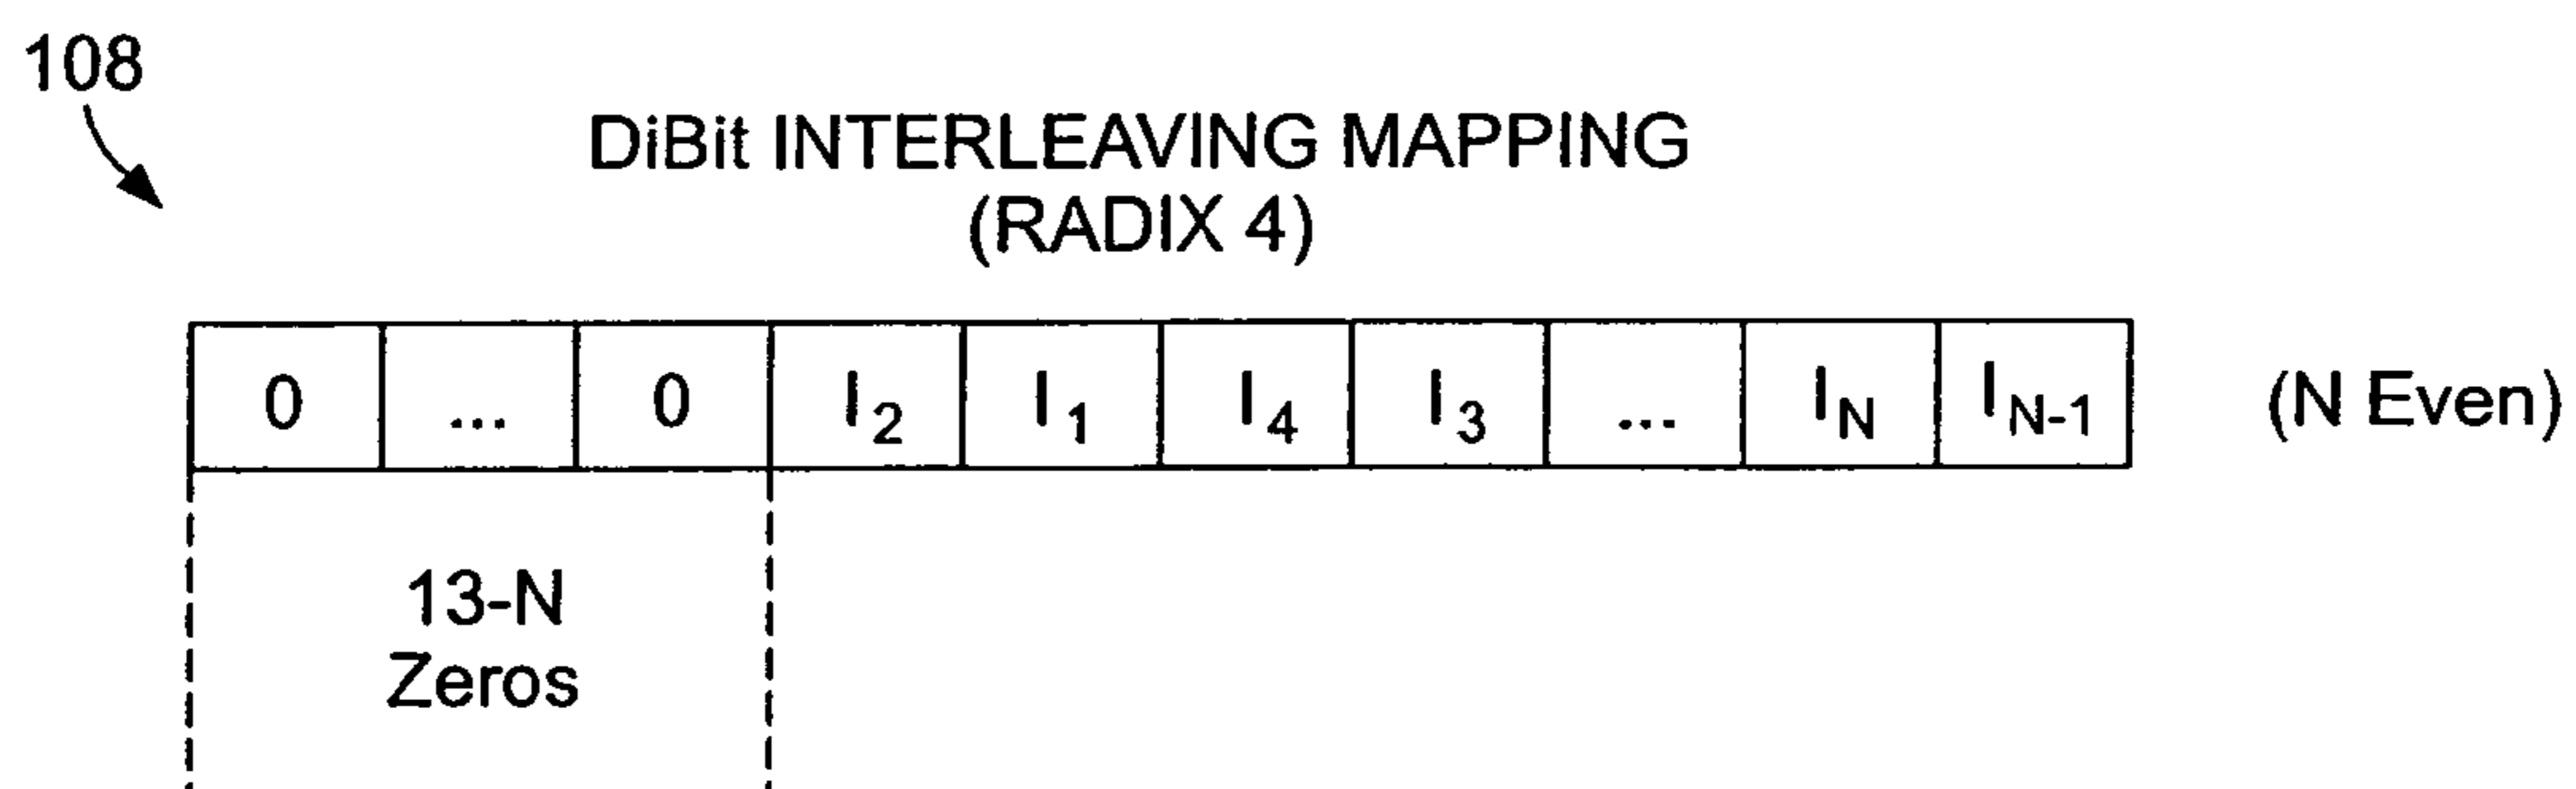 108
DiBit INTERLEAVING MAPPING
(RADIX 4)
0 ... 0 I2 I1 I4 I3 ... IN IN-1 (N Even)
13-N
Zeros